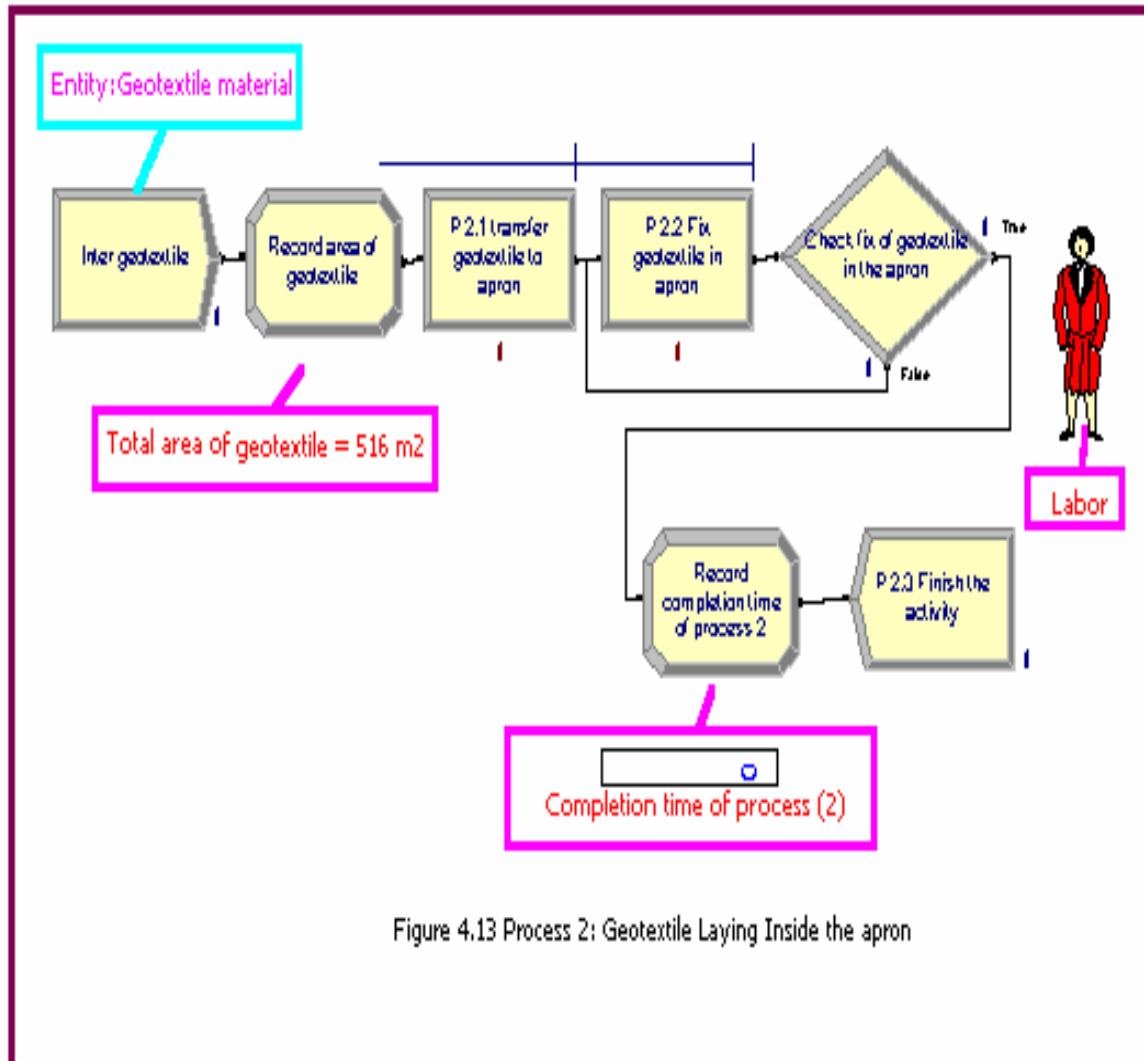 Entity:Geotextile material
Inter geotextile
Record area of
geotextile
P 2.1 transfer
geotextile to
apron
P 2.2 Fix
geotextile in
apron
Check fix of geotextile
in the apron
True
False
Total area of geotextile = 516 m2
Labor
Record
completion time
of process 2
P 2.3 Finish the
activity
0
Completion time of process (2)
Figure 4.13 Process 2: Geotextile Laying Inside the apron